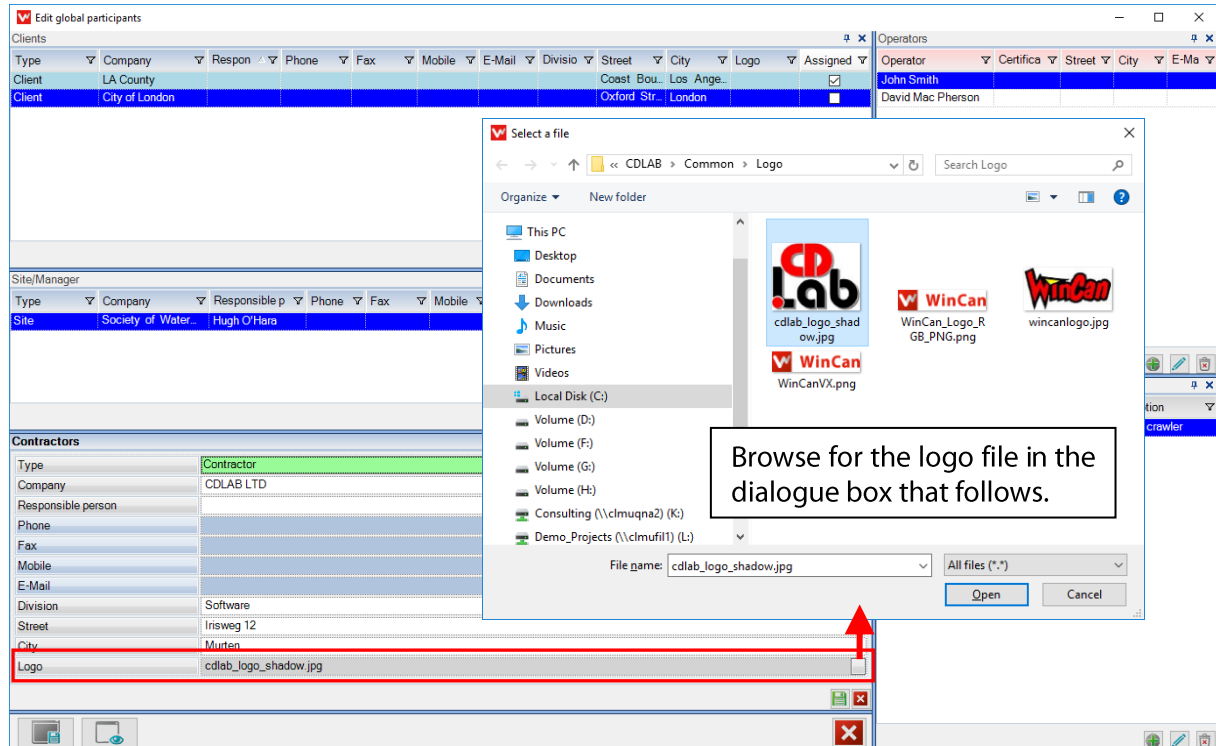 Edit global participants
Clients
Type Company Respon Phone Fax Mobile E-Mail Divisio Street City Logo Assigned
Client LA County Coast Bou... Los Ange...
Client City of London Oxford Str... London
Operators
Operator Certifica Street City E-Ma
John Smith
David Mac Pherson
Select a file
« CDLAB > Common > Logo
Search Logo
Organize New folder
This PC
Desktop
Documents
Downloads
Music
Pictures
Videos
Local Disk (C:)
Volume (D:)
Volume (F:)
Volume (G:)
Volume (H:)
Consulting (\\clmuqna2) (K:)
Demo_Projects (\\clmufil1) (L:)
CD
Lab
cdlab_logo_shad
ow.jpg
WinCan
WinCan_Logo_R
GB_PNG.png
WinCan
wincanlogo.jpg
WinCan
WinCanVX.png
Browse for the logo file in the
dialogue box that follows.
File name: cdlab_logo_shadow.jpg All files (*.*)
Open Cancel
Site/Manager
Type Company Responsible p Phone Fax Mobile
Site Society of Water... Hugh O'Hara
tion
crawler
Contractors
Type Contractor
Company CDLAB LTD
Responsible person
Phone
Fax
Mobile
E-Mail
Division Software
Street Irisweg 12
City Murten
Logo cdlab_logo_shadow.jpg